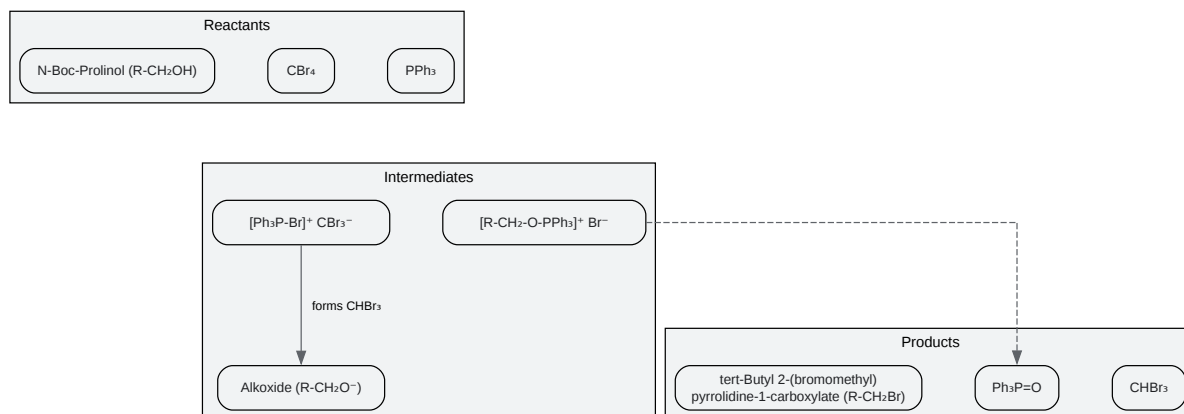 Reactants
N-Boc-Prolinol (R-CH₂OH)
CBr₄
PPh₃
Intermediates
[Ph₃P-Br]⁺ CBr₃⁻
[R-CH₂-O-PPh₃]⁺ Br⁻
forms CHBr₃
Products
Alkoxide (R-CH₂O⁻)
tert-Butyl 2-(bromomethyl)
pyrrolidine-1-carboxylate (R-CH₂Br)
Ph₃P=O
CHBr₃